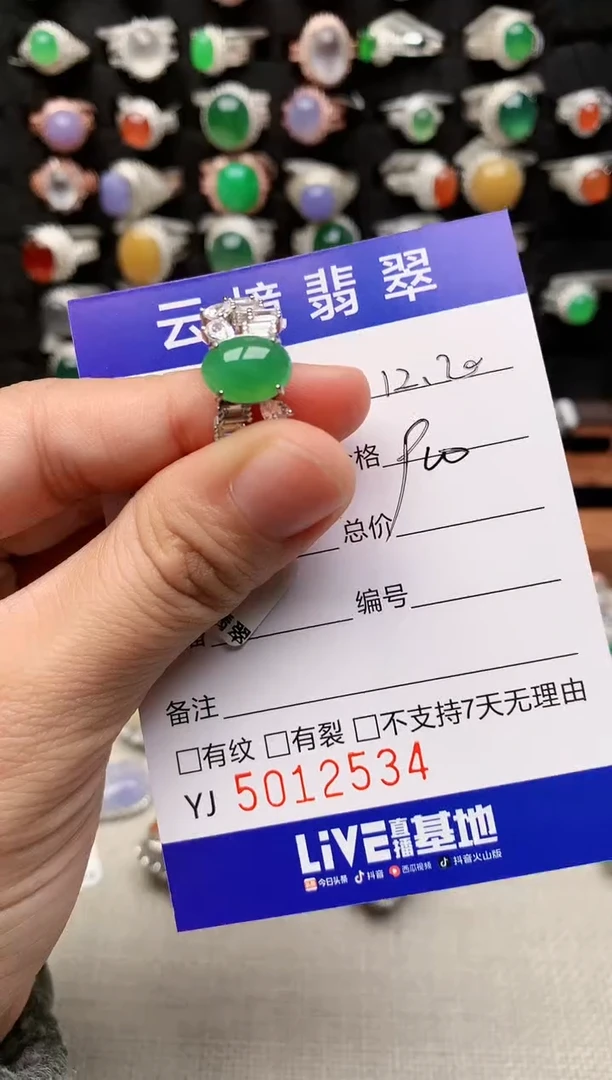 云境翡翠
12.20
格
总价
编号
备注
□有纹 □有裂 □不支持7天无理由
YJ 5012534
LiVE直播基地
今日头条 抖音 西瓜视频 抖音火山版